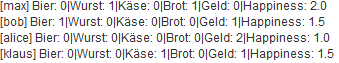 [max] Bier: 0|Wurst: 1|Käse: 0|Brot: 1|Geld: 0|Happiness: 2.0
[bob] Bier: 1|Wurst: 0|Käse: 0|Brot: 0|Geld: 0|Happiness: 1.5
[alice] Bier: 0|Wurst: 0|Käse: 0|Brot: 0|Geld: 2|Happiness: 1.0
[klaus] Bier: 0|Wurst: 0|Käse: 1|Brot: 0|Geld: 1|Happiness: 1.5